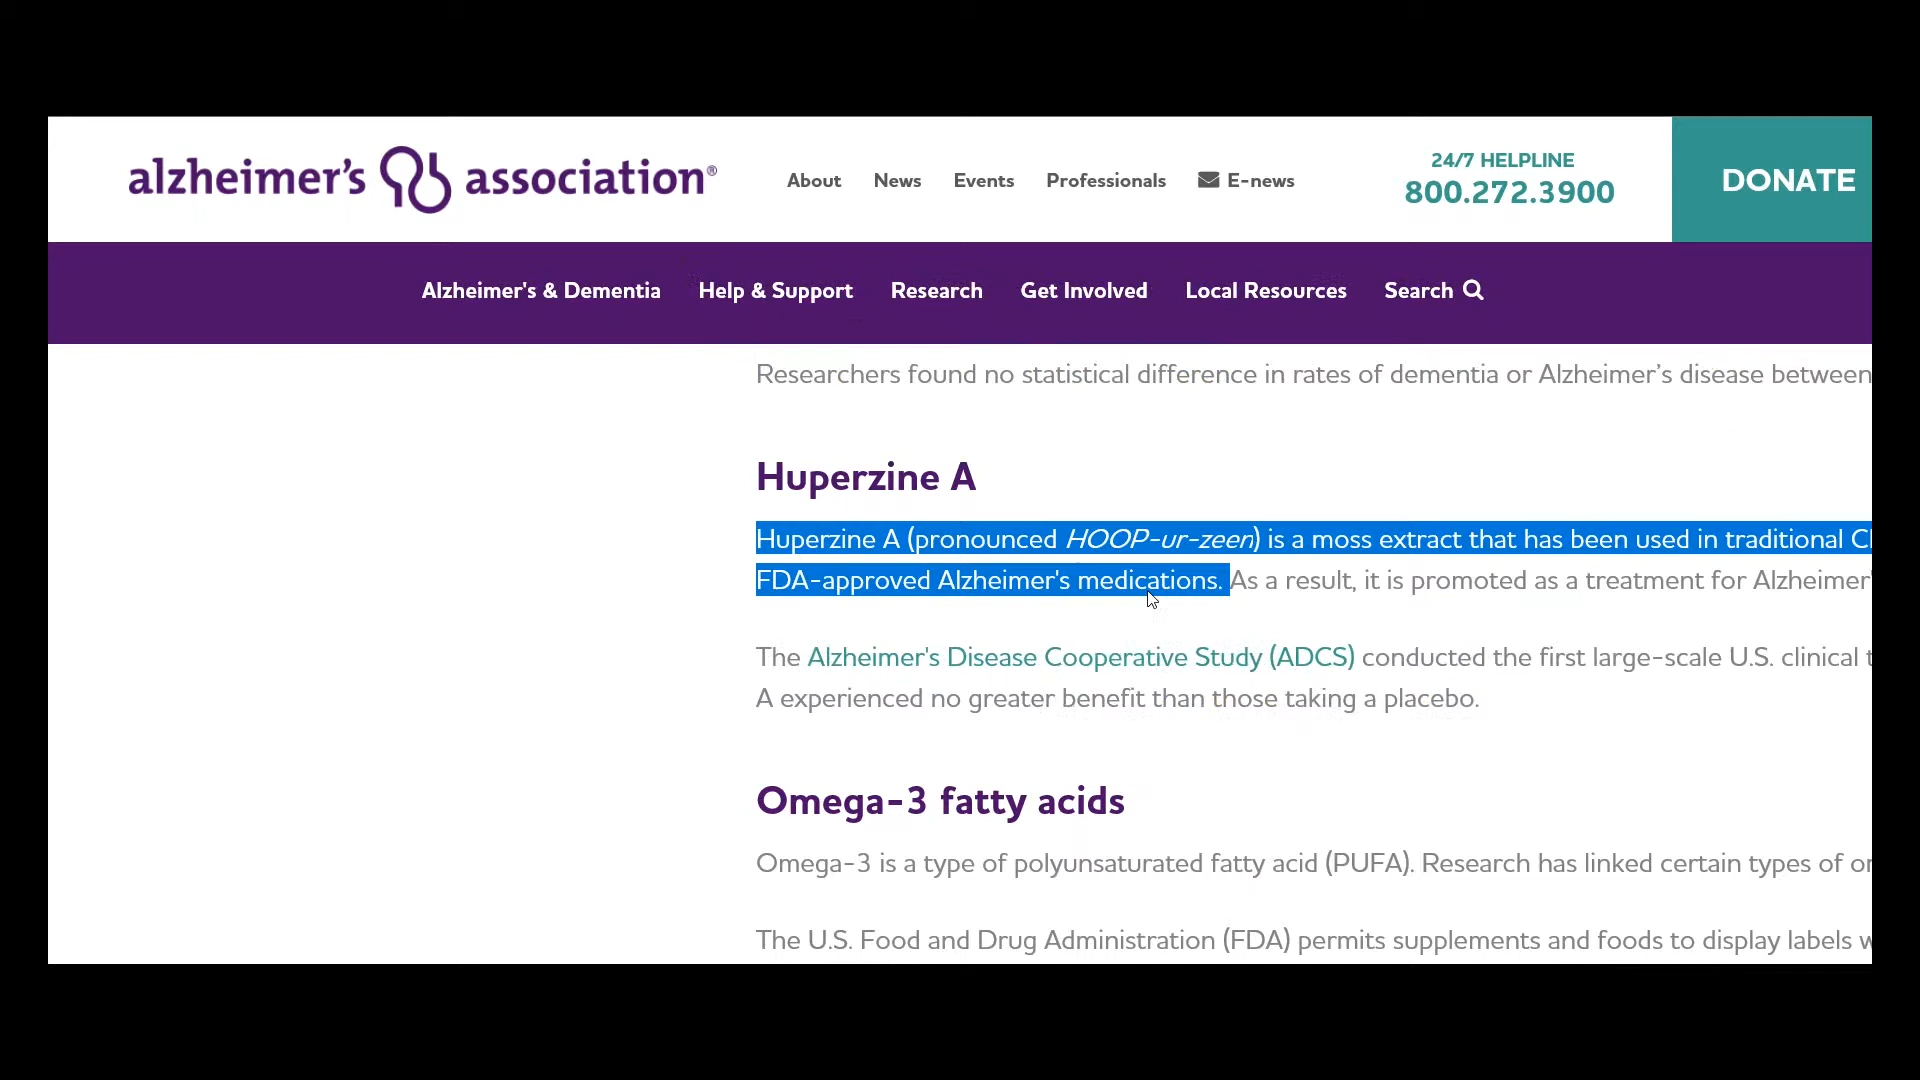 alzheimer's association®
About News Events Professionals E-news
24/7 HELPLINE
800.272.3900
DONATE
Alzheimer's & Dementia Help & Support Research Get Involved Local Resources Search
Researchers found no statistical difference in rates of dementia or Alzheimer's disease between
Huperzine A
Huperzine A (pronounced HOOP-ur-zeen) is a moss extract that has been used in traditional
FDA-approved Alzheimer's medications. As a result, it is promoted as a treatment for Alzheimer'
The Alzheimer's Disease Cooperative Study (ADCS) conducted the first large-scale U.S. clinical
A experienced no greater benefit than those taking a placebo.
Omega-3 fatty acids
Omega-3 is a type of polyunsaturated fatty acid (PUFA). Research has linked certain types of
The U.S. Food and Drug Administration (FDA) permits supplements and foods to display labels